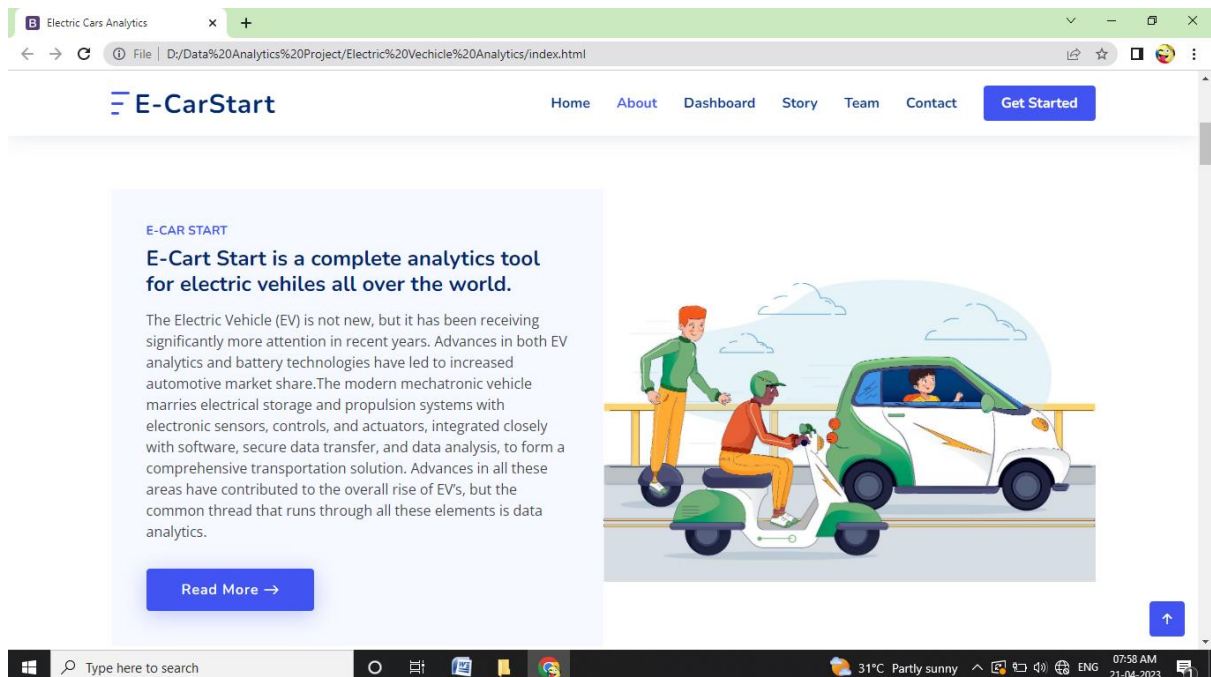 B Electric Cars Analytics
File | D:/Data%20Analytics%20Project/Electric%20Vechicle%20Analytics/index.html
E-CarStart
Home About Dashboard Story Team Contact Get Started
E-CAR START
E-Cart Start is a complete analytics tool
for electric vehiles all over the world.
The Electric Vehicle (EV) is not new, but it has been receiving
significantly more attention in recent years. Advances in both EV
analytics and battery technologies have led to increased
automotive market share.The modern mechatronic vehicle
marries electrical storage and propulsion systems with
electronic sensors, controls, and actuators, integrated closely
with software, secure data transfer, and data analysis, to form a
comprehensive transportation solution. Advances in all these
areas have contributed to the overall rise of EV's, but the
common thread that runs through all these elements is data
analytics.
Read More →
Type here to search
31°C Partly sunny
ENG
07:58 AM
21-04-2023
1